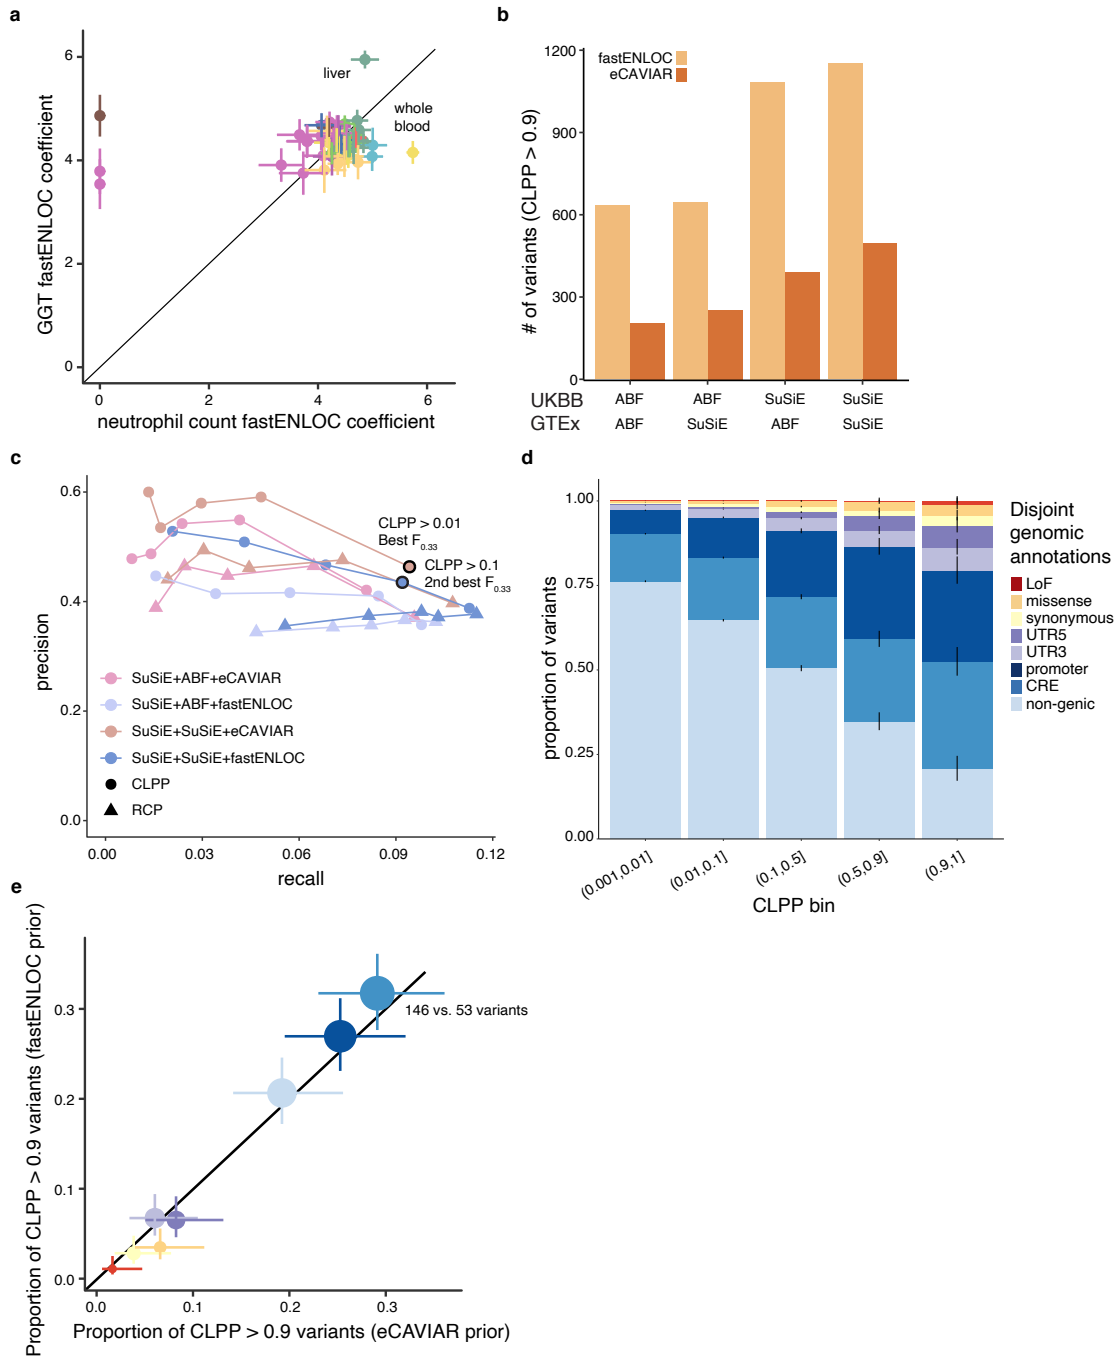 a
GGT fastENLOC coefficient
6
4
2
0
liver
whole
blood
0
2
4
6
neutrophil count fastENLOC coefficient
b
# of variants (CLPP > 0.9)
1200
900
600
300
0
fastENLOC
eCAVIAR
UKBB
ABF
ABF
SuSiE
SuSiE
GTEx
ABF
SuSiE
ABF
SuSiE
c
precision
0.6
0.4
0.2
0.0
CLPP > 0.01
Best F0.33
CLPP > 0.1
2nd best F0.33
SuSiE+ABF+eCAVIAR
SuSiE+ABF+fastENLOC
SuSiE+SuSiE+eCAVIAR
SuSiE+SuSiE+fastENLOC
CLPP
RCP
0.00
0.03
0.06
0.09
0.12
recall
d
proportion of variants
1.00
0.75
0.50
0.25
0.00
(0.001,0.01]
(0.01,0.1]
(0.1,0.5]
(0.5,0.9]
(0.9,1]
CLPP bin
Disjoint
genomic
annotations
LoF
missense
synonymous
UTR5
UTR3
promoter
CRE
non-genic
e
Proportion of CLPP > 0.9 variants (fastENLOC prior)
0.3
0.2
0.1
0.0
146 vs. 53 variants
0.0
0.1
0.2
0.3
Proportion of CLPP > 0.9 variants (eCAVIAR prior)